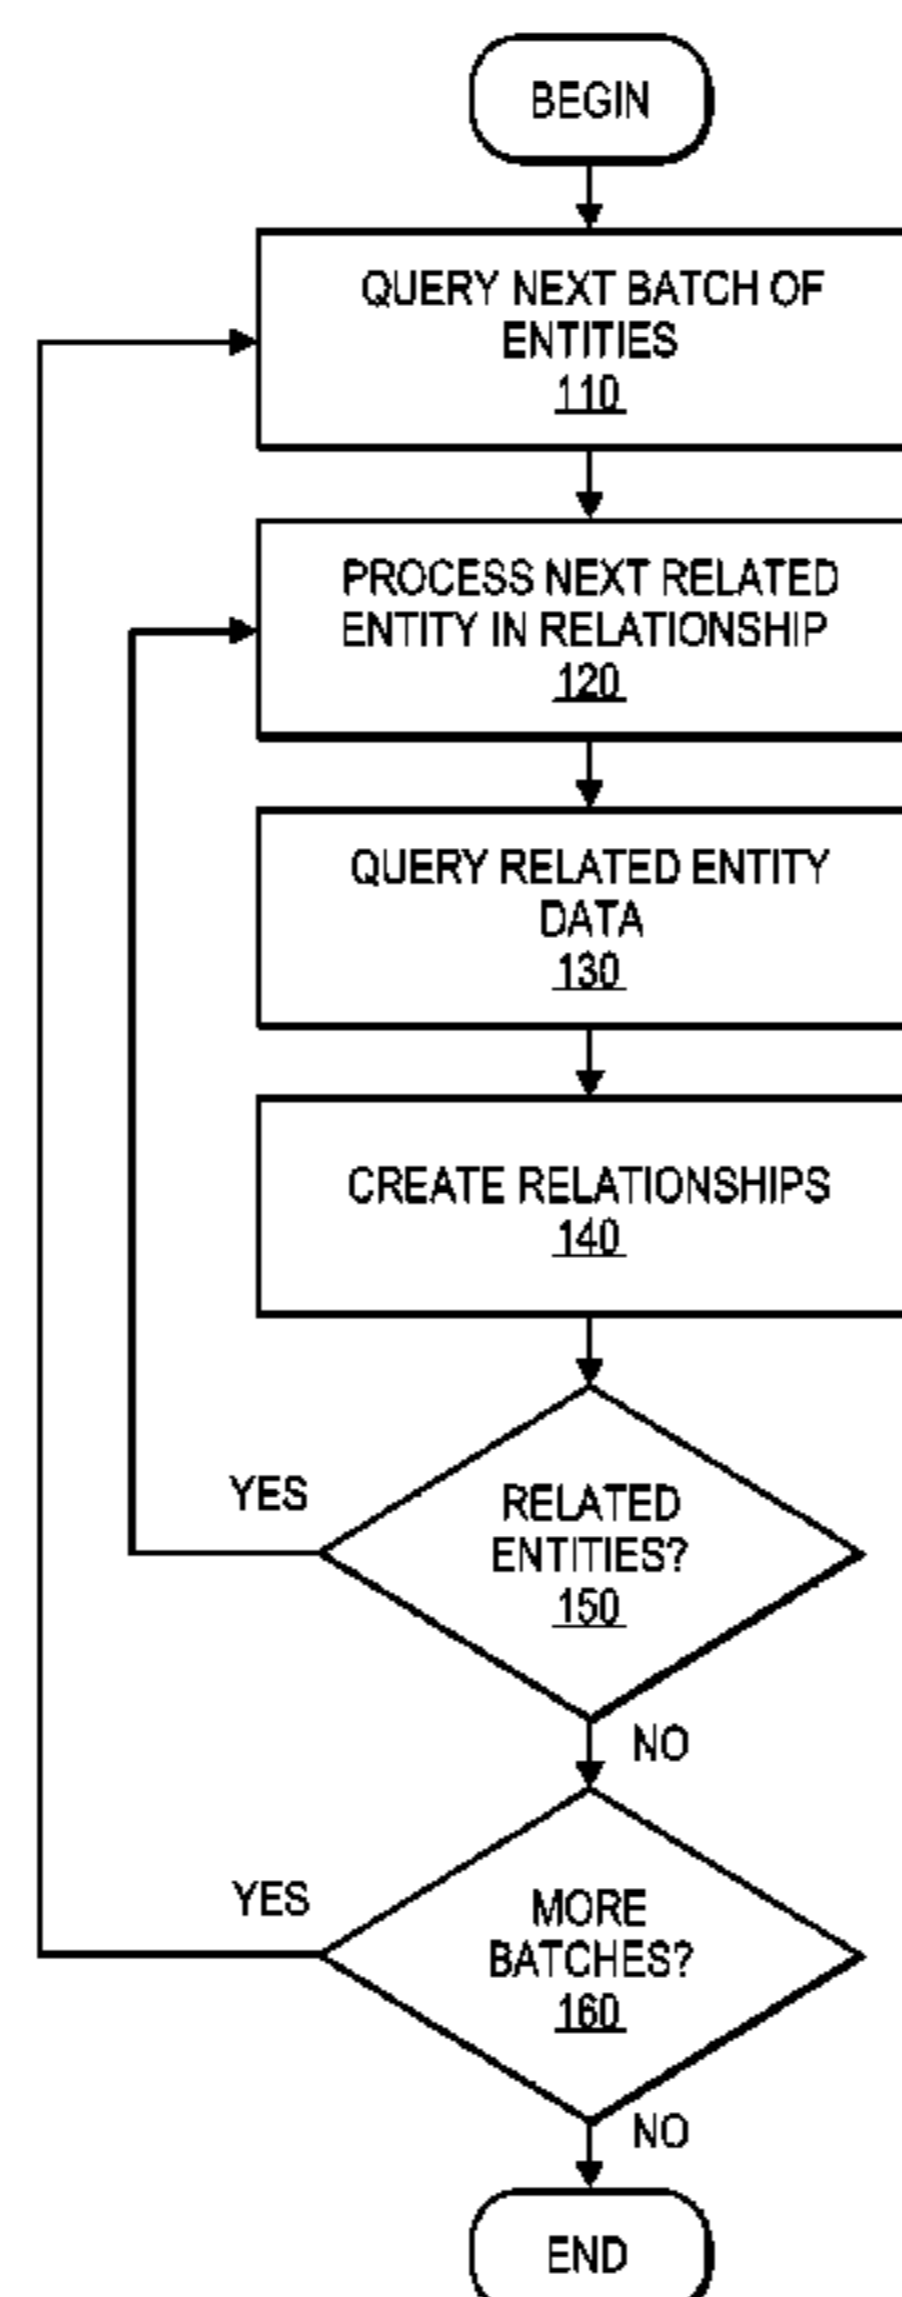 BEGIN
QUERY NEXT BATCH OF
ENTITIES
110
PROCESS NEXT RELATED
ENTITY IN RELATIONSHIP
120
QUERY RELATED ENTITY
DATA
130
CREATE RELATIONSHIPS
140
YES
RELATED
ENTITIES?
150
NO
YES
MORE
BATCHES?
160
NO
END